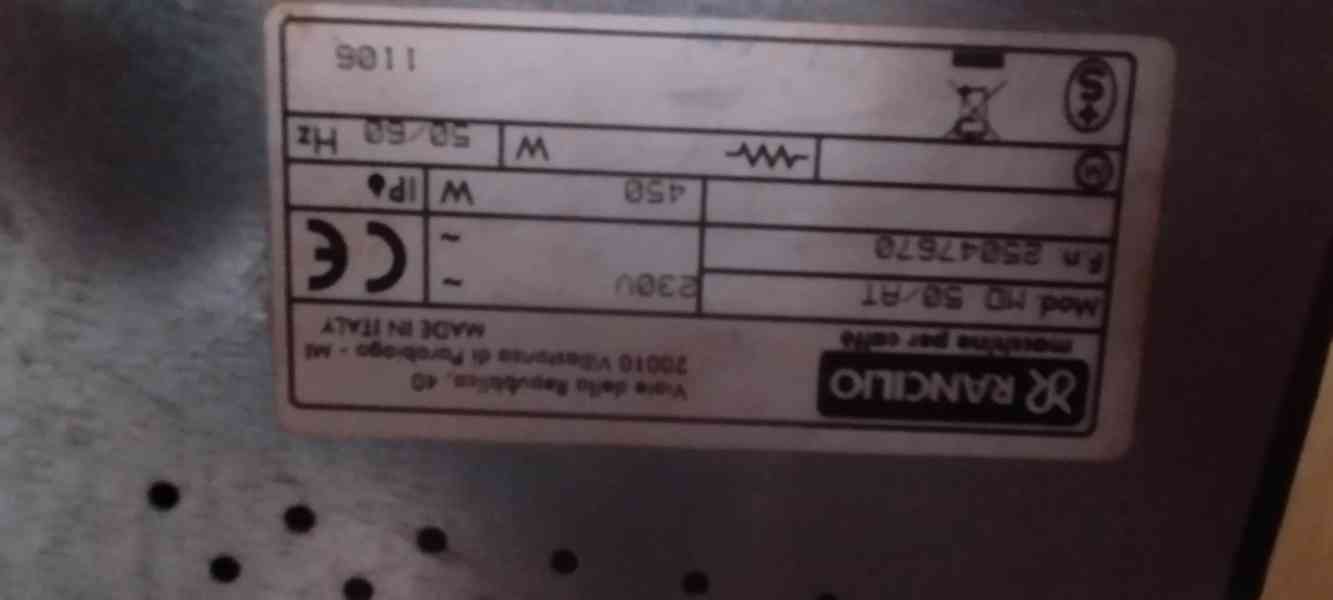 RANCILIO
macchine per caffè
Viale della Repubblica, 40
20010 Villastanza di Parabiago - MI
MADE IN ITALY
Mod MD 50/AT
230V ~
~
CE
F.n. 25047670
450 W
IP
M
W
50/60 Hz
S+
1106